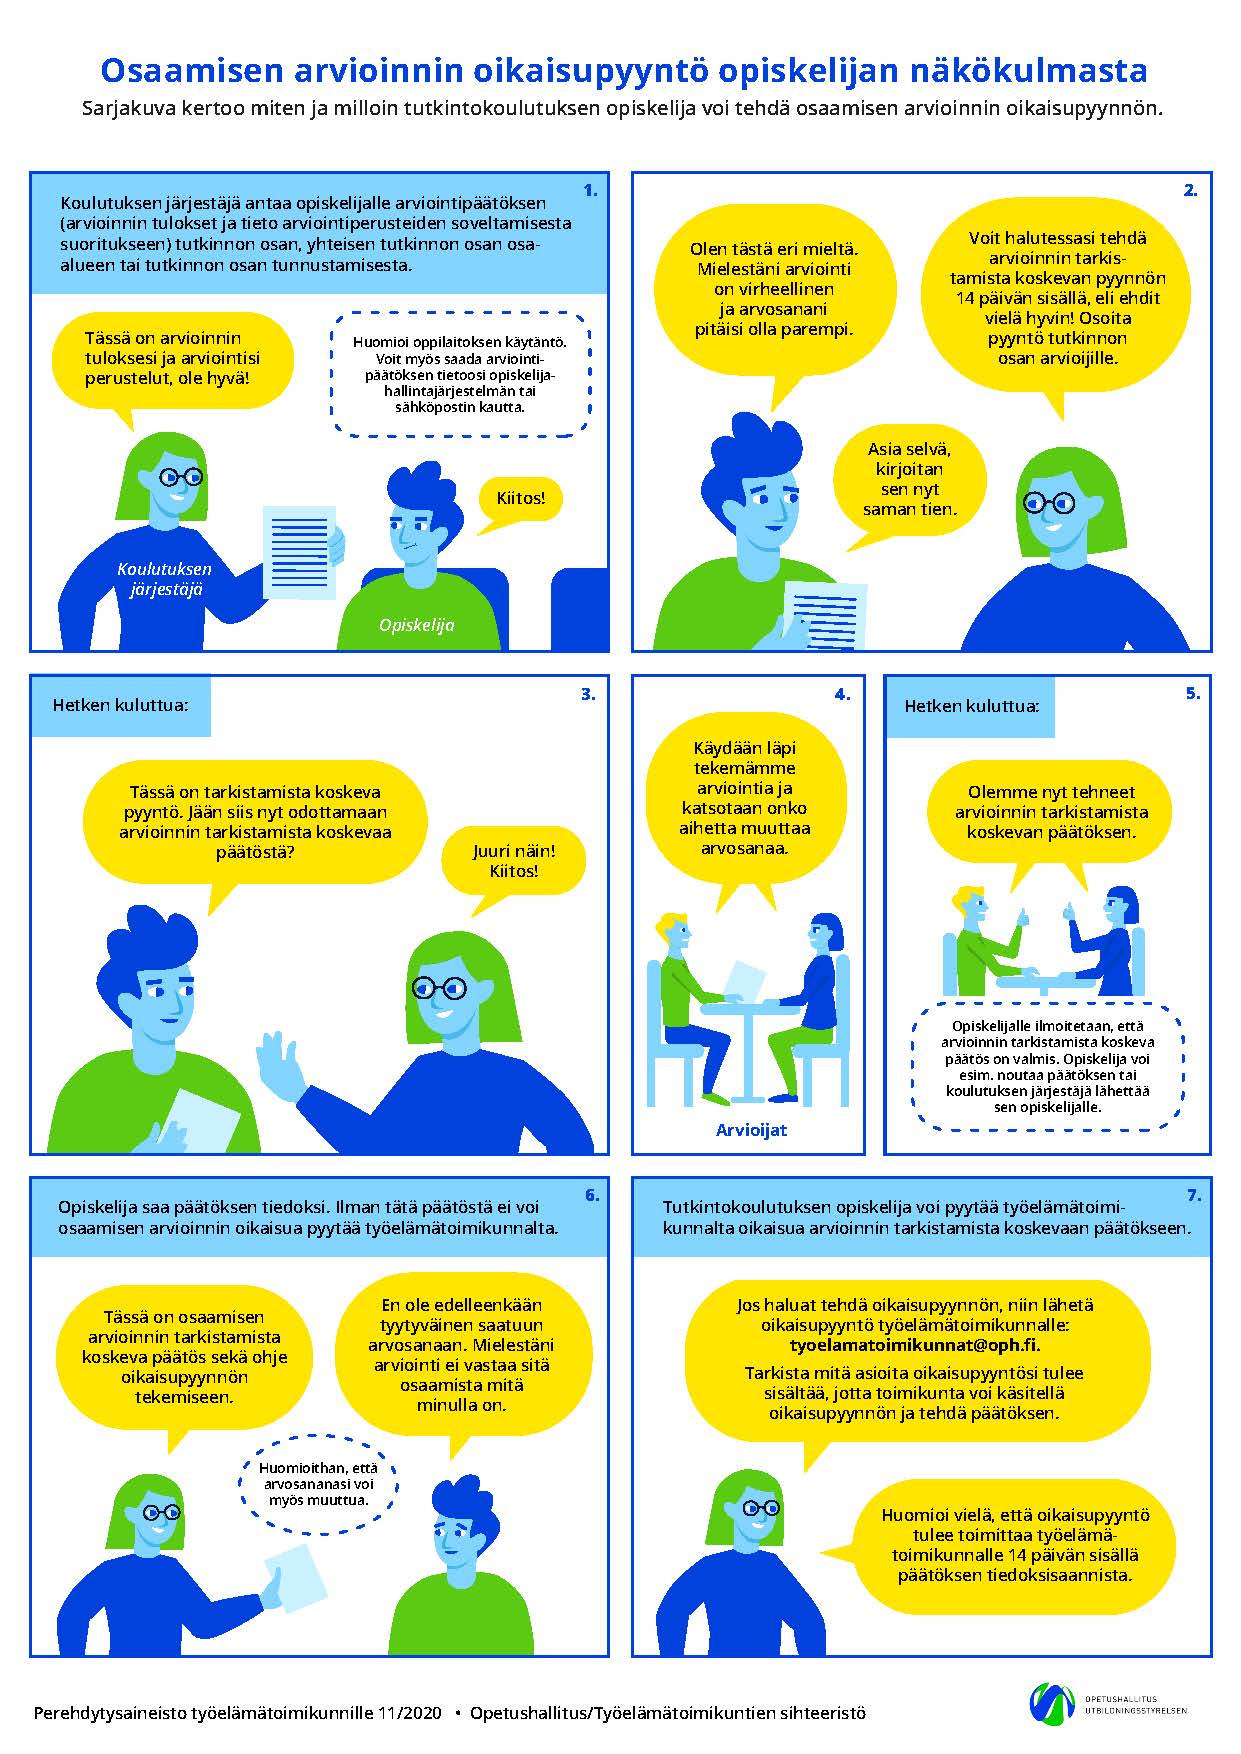 Osaamisen arvioinnin oikaisupyyntö opiskelijan näkökulmasta
Sarjakuva kertoo miten ja milloin tutkintokoulutuksen opiskelija voi tehdä osaamisen arvioinnin oikaisupyynnön.
1.
Koulutuksen järjestäjä antaa opiskelijalle arviointipäätöksen
(arvioinnin tulokset ja tieto arviointiperusteiden soveltamisesta
suoritukseen) tutkinnon osan, yhteisen tutkinnon osan osa-
alueen tai tutkinnon osan tunnustamisesta.
Tässä on arvioinnin
tuloksesi ja arviointisi
perustelut, ole hyvä!
Huomioi oppilaitoksen käytäntö.
Voit myös saada arviointi-
päätöksen tietoosi opiskelija-
hallintajärjestelmän tai
sähköpostin kautta.
Kiitos!
Koulutuksen
järjestäjä
Opiskelija
2.
Olen tästä eri mieltä.
Mielestäni arviointi
on virheellinen
ja arvosanani
pitäisi olla parempi.
Voit halutessasi tehdä
arvioinnin tarkis-
tamista koskevan pyynnön
14 päivän sisällä, eli ehdit
vielä hyvin! Osoita
pyyntö tutkinnon
osan arvioijille.
Asia selvä,
kirjoitan
sen nyt
saman tien.
3.
Hetken kuluttua:
Tässä on tarkistamista koskeva
pyyntö. Jään siis nyt odottamaan
arvioinnin tarkistamista koskevaa
päätöstä?
Juuri näin!
Kiitos!
4.
Käydään läpi
tekemämme
arviointia ja
katsotaan onko
aihetta muuttaa
arvosanaa.
Arvioijat
5.
Hetken kuluttua:
Olemme nyt tehneet
arvioinnin tarkistamista
koskevan päätöksen.
Opiskelijalle ilmoitetaan, että
arvioinnin tarkistamista koskeva
päätös on valmis. Opiskelija voi
esim. noutaa päätöksen tai
koulutuksen järjestäjä lähettää
sen opiskelijalle.
6.
Opiskelija saa päätöksen tiedoksi. Ilman tätä päätöstä ei voi
osaamisen arvioinnin oikaisua pyytää työelämätoimikunnalta.
Tässä on osaamisen
arvioinnin tarkistamista
koskeva päätös sekä ohje
oikaisupyynnön
tekemiseen.
En ole edelleenkään
tyytyväinen saatuun
arvosanaan. Mielestäni
arviointi ei vastaa sitä
osaamista mitä
minulla on.
Huomioithan, että
arvosananasi voi
myös muuttua.
7.
Tutkintokoulutuksen opiskelija voi pyytää työelämätoimi-
kunnalta oikaisua arvioinnin tarkistamista koskevaan päätökseen.
Jos haluat tehdä oikaisupyynnön, niin lähetä
oikaisupyyntö työelämätoimikunnalle:
tyoelamatoimikunnat@oph.fi.
Tarkista mitä asioita oikaisupyyntösi tulee
sisältää, jotta toimikunta voi käsitellä
oikaisupyynnön ja tehdä päätöksen.
Huomioi vielä, että oikaisupyyntö
tulee toimittaa työelämä-
toimikunnalle 14 päivän sisällä
päätöksen tiedoksisaannista.
Perehdytysaineisto työelämätoimikunnille 11/2020 • Opetushallitus/Työelämätoimikuntien sihteeristö
OPETUSHALLITUS
UTBILDNINGSSTYRELSEN